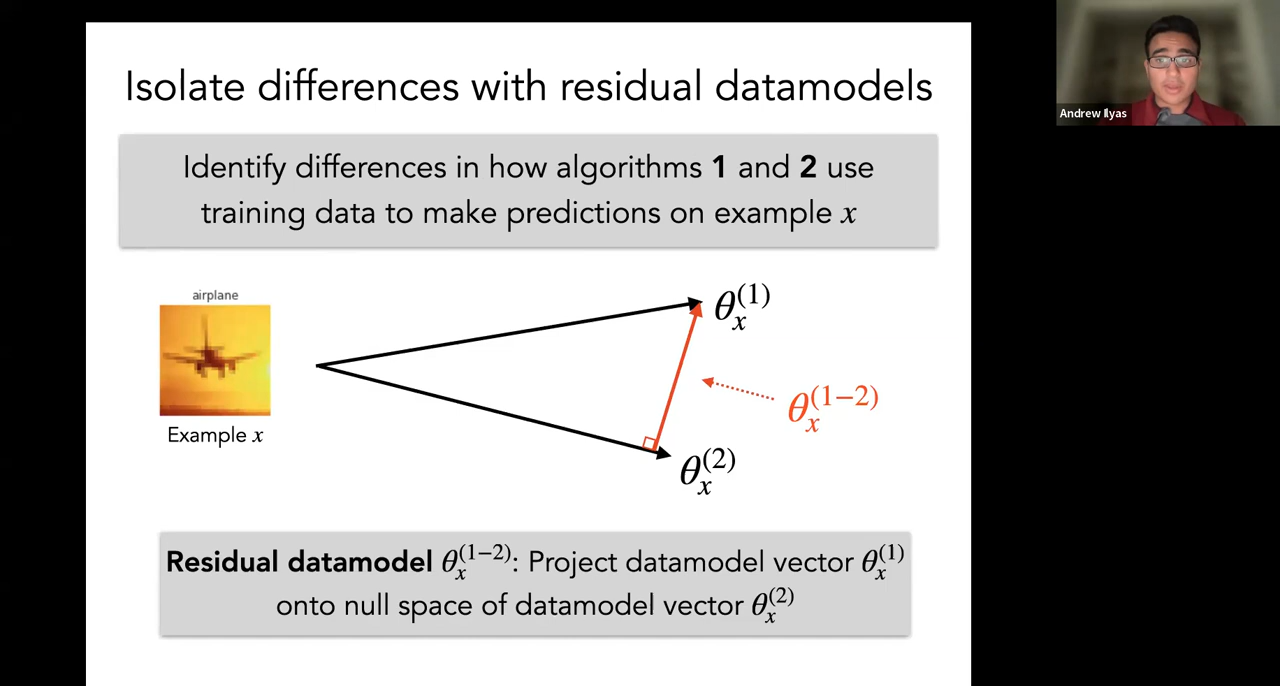 Isolate differences with residual datamodels
Identify differences in how algorithms 1 and 2 use
training data to make predictions on example x
airplane
Example x
θₓ⁽¹⁾
θₓ⁽¹⁻²⁾
θₓ⁽²⁾
Residual datamodel θₓ⁽¹⁻²⁾: Project datamodel vector θₓ⁽¹⁾
onto null space of datamodel vector θₓ⁽²⁾
Andrew Ilyas